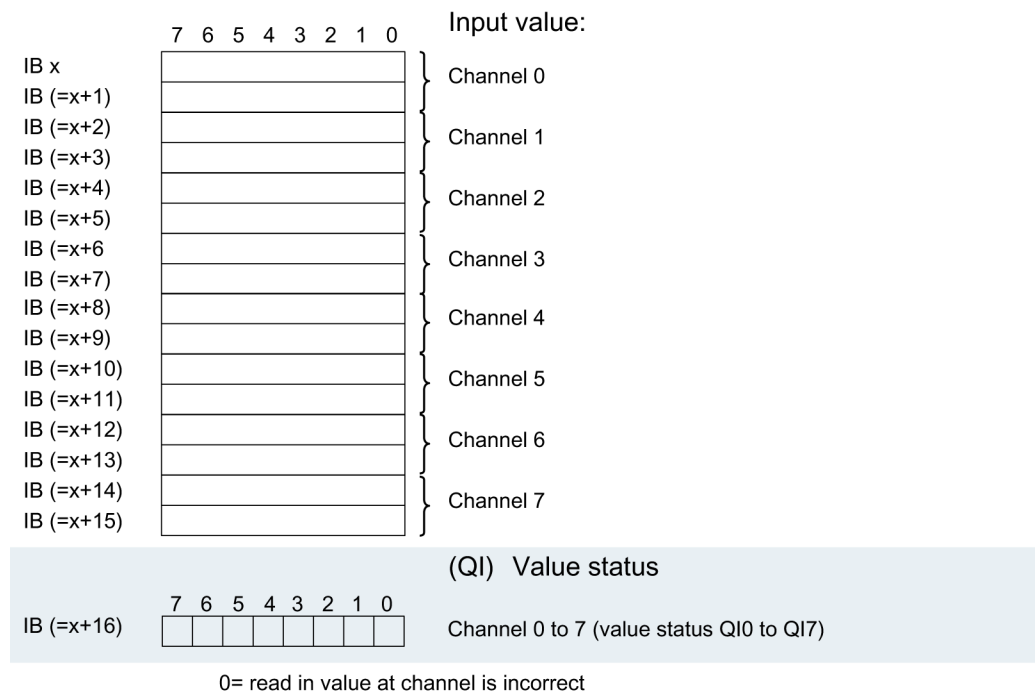 Input value:
7 6 5 4 3 2 1 0
IB x
Channel 0
IB (=x+1)
IB (=x+2)
Channel 1
IB (=x+3)
IB (=x+4)
Channel 2
IB (=x+5)
IB (=x+6
Channel 3
IB (=x+7)
IB (=x+8)
Channel 4
IB (=x+9)
IB (=x+10)
Channel 5
IB (=x+11)
IB (=x+12)
Channel 6
IB (=x+13)
IB (=x+14)
Channel 7
IB (=x+15)
(QI) Value status
7 6 5 4 3 2 1 0
IB (=x+16) Channel 0 to 7 (value status QI0 to QI7)
0= read in value at channel is incorrect